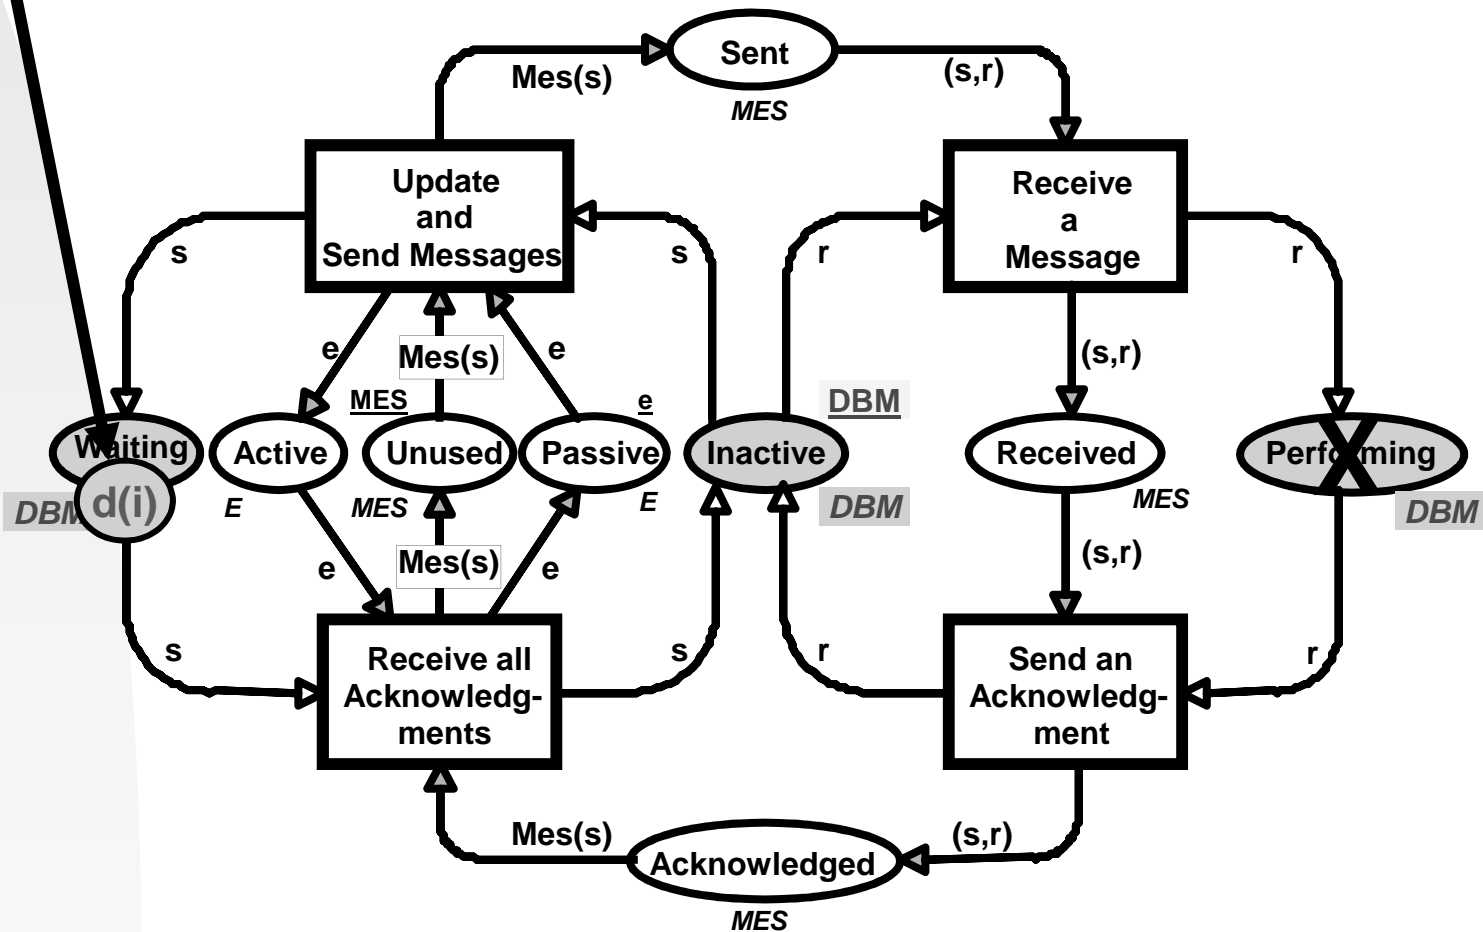 Sent
Mes(s)
(s,r)
MES
Update
and
Send Messages
Receive
a
Message
s
s
r
r
e
Mes(s)
e
(s,r)
MES
e
DBM
Waiting
Active
Unused
Passive
Inactive
Received
Performing
d(i)
DBM
E
MES
E
DBM
MES
DBM
e
Mes(s)
e
(s,r)
s
s
r
r
Receive all
Acknowledg-
ments
Send an
Acknowledg-
ment
Mes(s)
(s,r)
Acknowledged
MES